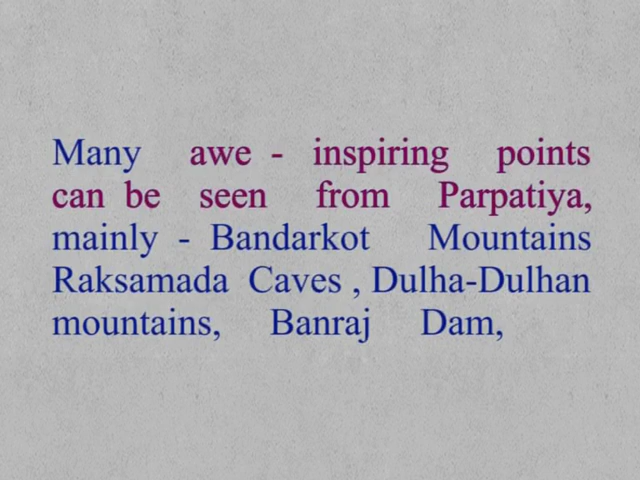 Many awe - inspiring points
can be seen from Parpatiya,
mainly - Bandarkot Mountains
Raksamada Caves , Dulha-Dulhan
mountains, Banraj Dam,